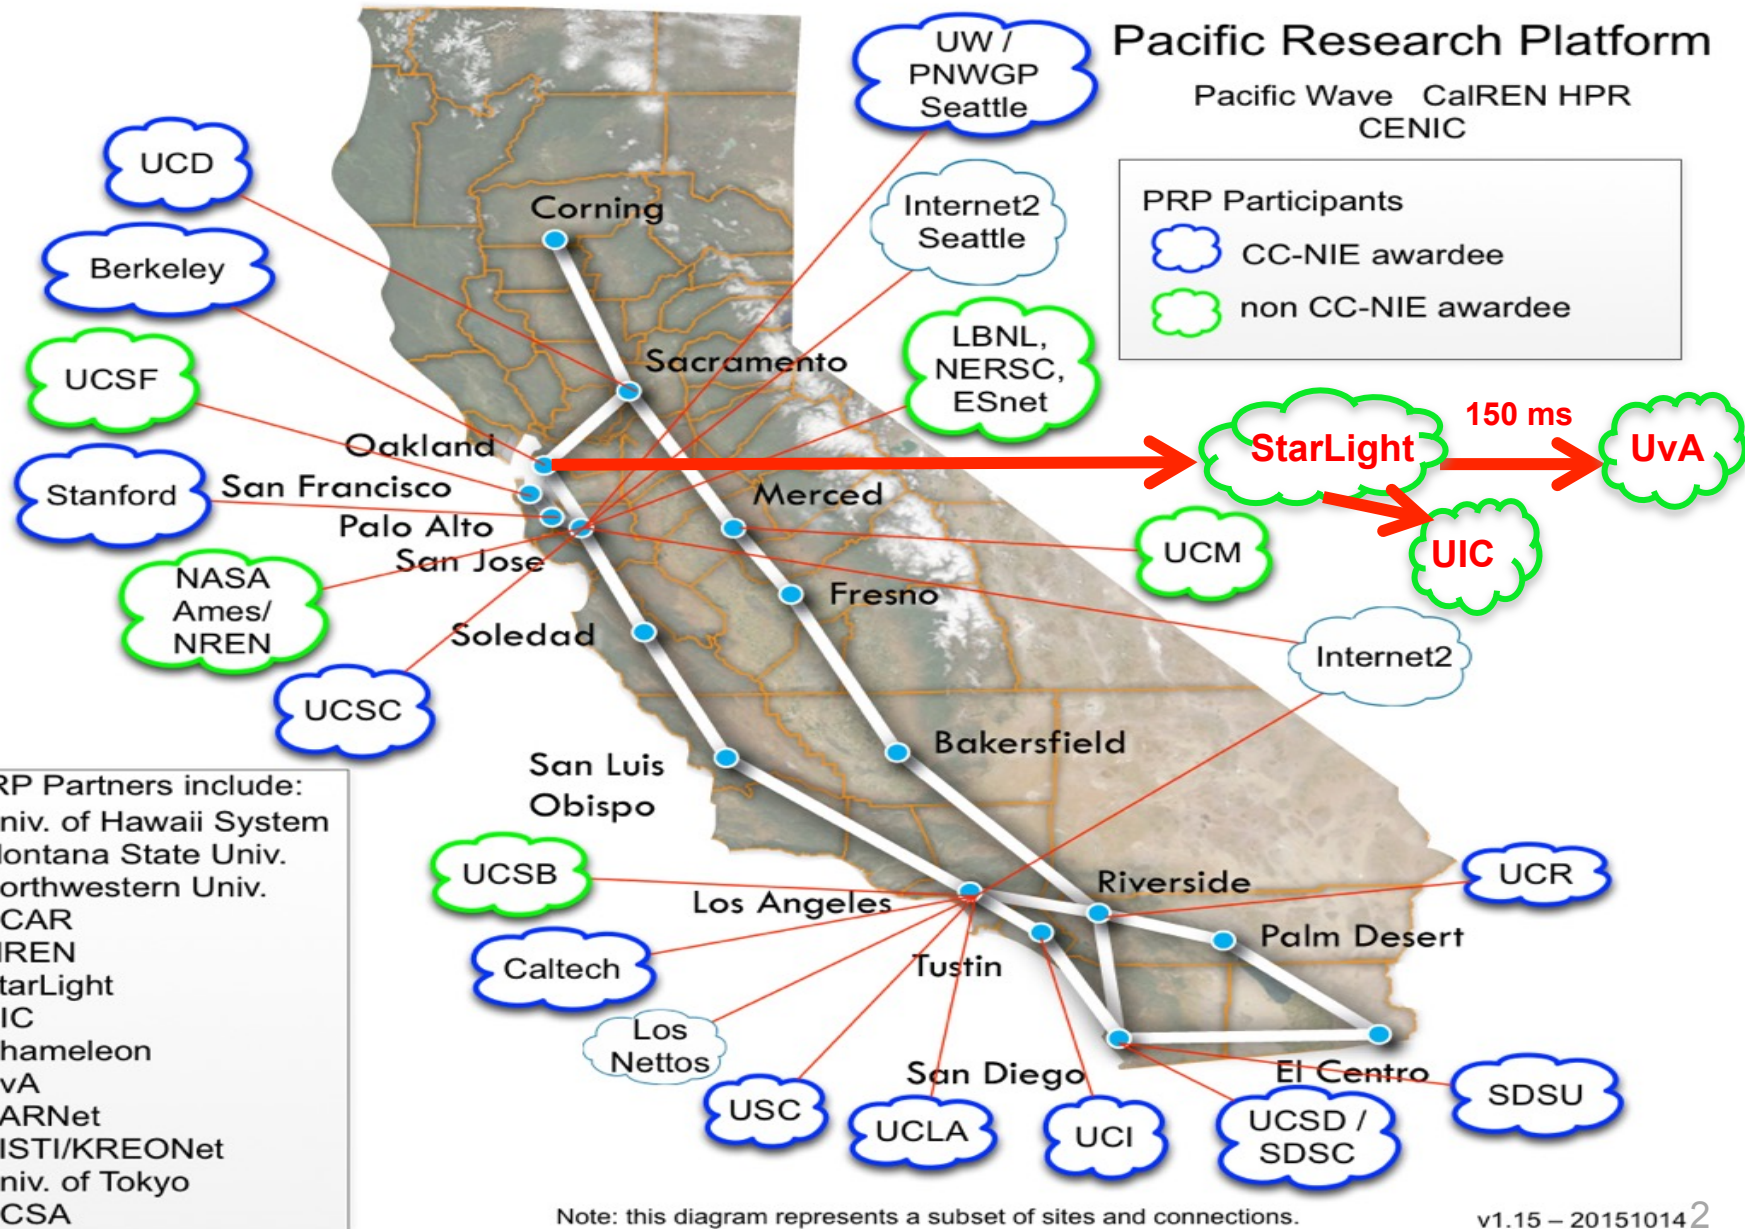 Pacific Research Platform
Pacific Wave CalREN HPR
CENIC
PRP Participants
CC-NIE awardee
non CC-NIE awardee
UW /
PNWGP
Seattle
Internet2
Seattle
LBNL,
NERSC,
ESnet
UCD
Berkeley
UCSF
Stanford
NASA
Ames/
NREN
UCSC
Corning
Sacramento
Oakland
San Francisco
Palo Alto
San Jose
Merced
Fresno
Soledad
StarLight
150 ms
UvA
UIC
UCM
Internet2
San Luis
Obispo
Bakersfield
UCSB
Los Angeles
Riverside
UCR
Caltech
Tustin
Palm Desert
Los
Nettos
USC
UCLA
San Diego
UCI
El Centro
UCSD /
SDSC
SDSU
RP Partners include:
niv. of Hawaii System
ontana State Univ.
orthwestern Univ.
CAR
IREN
tarLight
IC
hameleon
vA
ARNet
ISTI/KREONet
niv. of Tokyo
CSA
Note: this diagram represents a subset of sites and connections.
v1.15 – 20151014
2